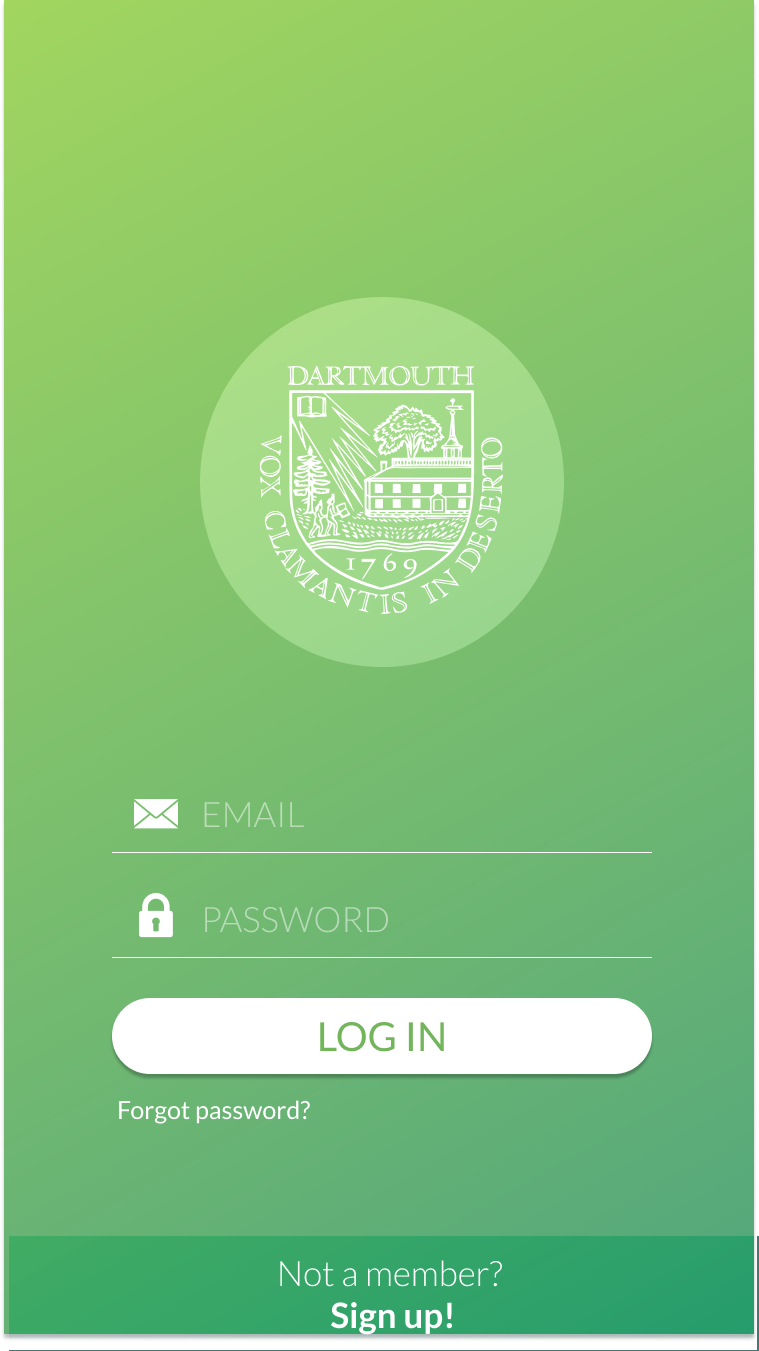 DARTMOUTH
VOX CLAMANTIS IN DESERTO
1769
EMAIL
PASSWORD
LOG IN
Forgot password?
Not a member?
Sign up!